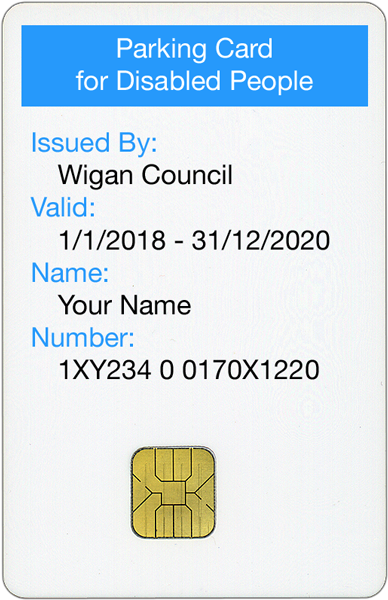 Parking Card
for Disabled People
Issued By:
Wigan Council
Valid:
1/1/2018 - 31/12/2020
Name:
Your Name
Number:
1XY234 0 0170X1220